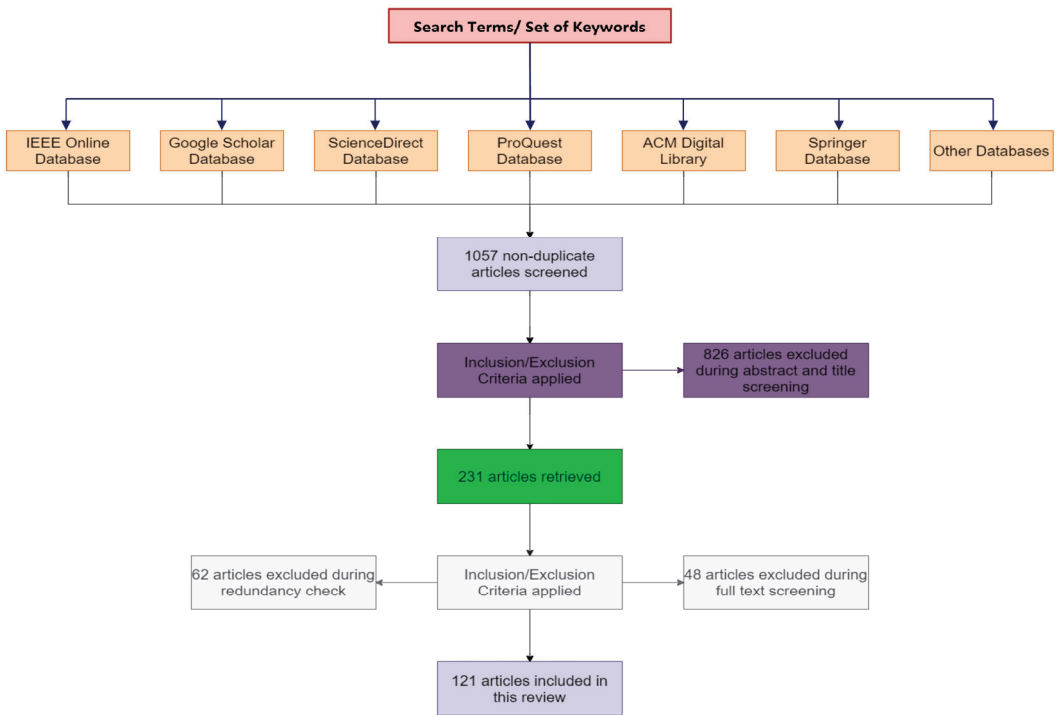 Search Terms/ Set of Keywords
IEEE Online
Database
Google Scholar
Database
ScienceDirect
Database
ProQuest
Database
ACM Digital
Library
Springer
Database
Other Databases
1057 non-duplicate
articles screened
Inclusion/Exclusion
Criteria applied
826 articles excluded
during abstract and title
screening
231 articles retrieved
62 articles excluded during
redundancy check
Inclusion/Exclusion
Criteria applied
48 articles excluded during
full text screening
121 articles included in
this review